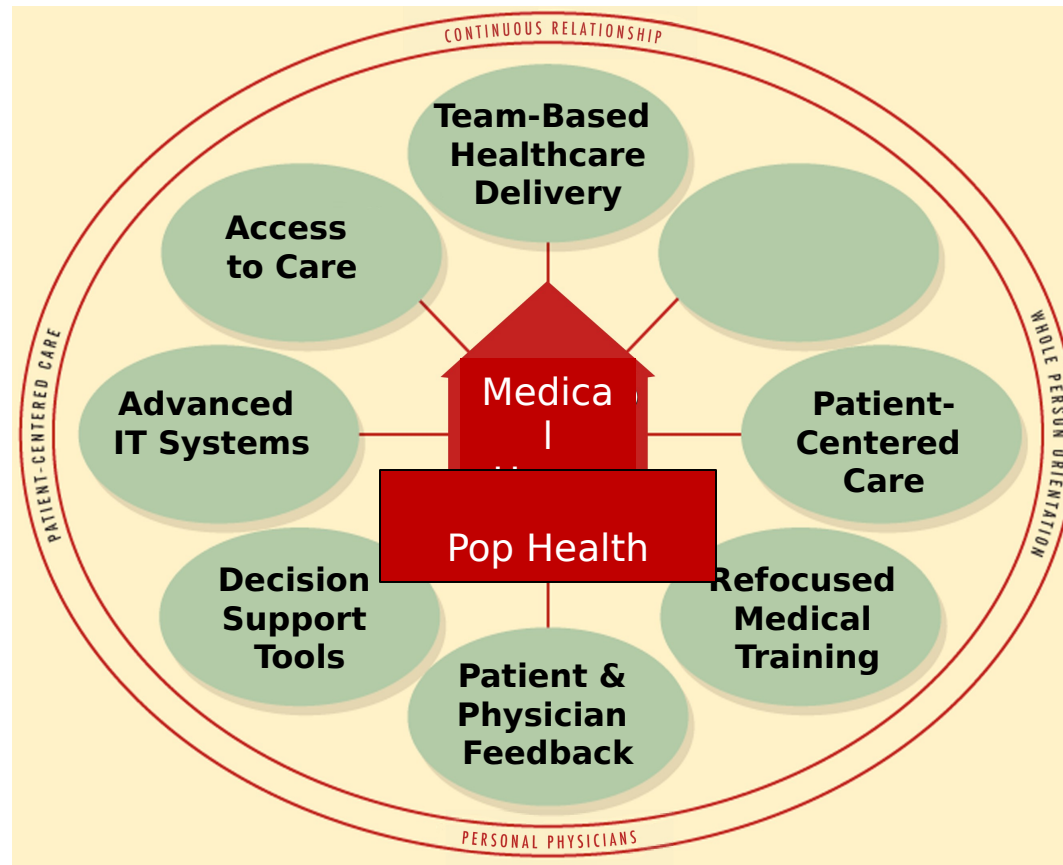 CONTINUOUS RELATIONSHIP
Team-Based
Healthcare
Delivery
Access
to Care
PATIENT-CENTERED CARE
WHOLE PERSON ORIENTATION
Advanced
IT Systems
Medica
l
Patient-
Centered
Care
Pop Health
Decision
Support
Tools
Refocused
Medical
Training
Patient &
Physician
Feedback
PERSONAL PHYSICIANS